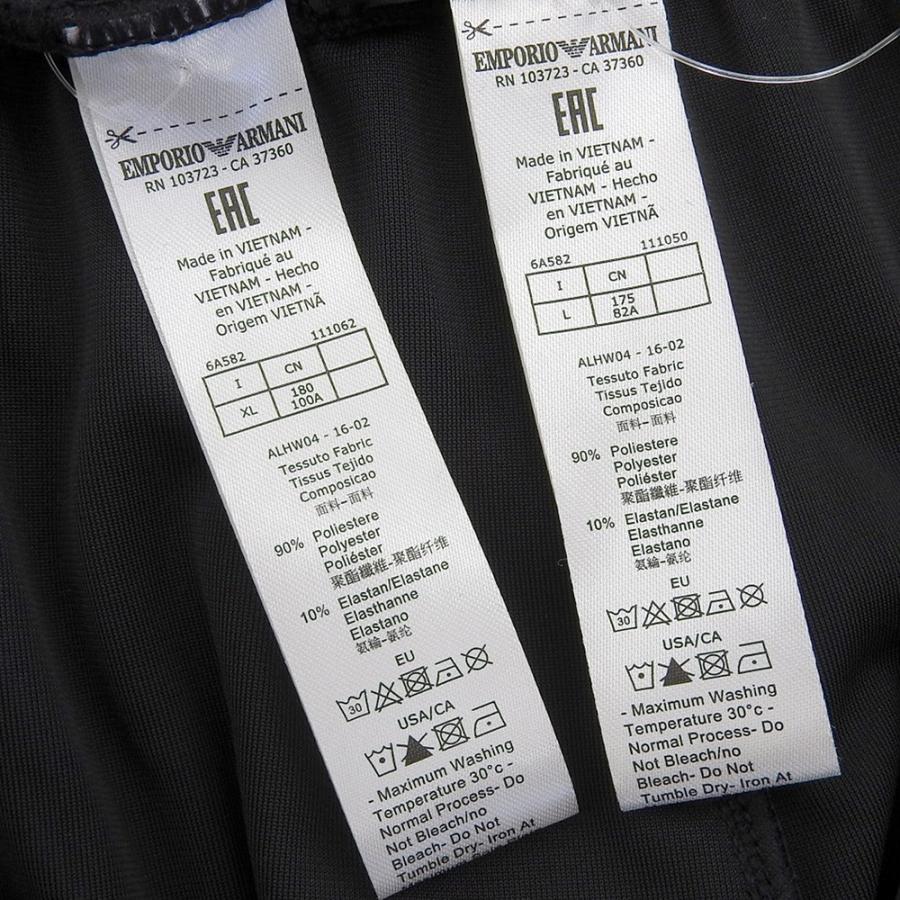 EMPORIO ARMANI
RN 103723 - CA 37360
EAC
Made in VIETNAM -
Fabriqué au
VIETNAM - Hecho
en VIETNAM -
Origem VIETNÃ
6A582 111062
I CN
XL 180
100A
ALHW04 - 16-02
Tessuto Fabric
Tissus Tejido
Composicao
面料-面料
90% Poliestere
Polyester
Poliéster
聚酯纖維-聚酯纤维
10% Elastan/Elastane
Elasthanne
Elastano
氨綸-氨纶
EU
30
USA/CA
- Maximum Washing
Temperature 30°c -
Normal Process- Do
Not Bleach/no
Bleach- Do Not
Tumble Dry- Iron At
EMPORIO ARMANI
RN 103723 - CA 37360
EAC
Made in VIETNAM -
Fabriqué au
VIETNAM - Hecho
en VIETNAM -
Origem VIETNÃ
6A582 111050
I CN
L 175
82A
ALHW04 - 16-02
Tessuto Fabric
Tissus Tejido
Composicao
面料-面料
90% Poliestere
Polyester
Poliéster
聚酯纖維-聚酯纤维
10% Elastan/Elastane
Elasthanne
Elastano
氨綸-氨纶
EU
30
USA/CA
- Maximum Washing
Temperature 30°c -
Normal Process- Do
Not Bleach/no
Bleach- Do Not
Tumble Dry- Iron At